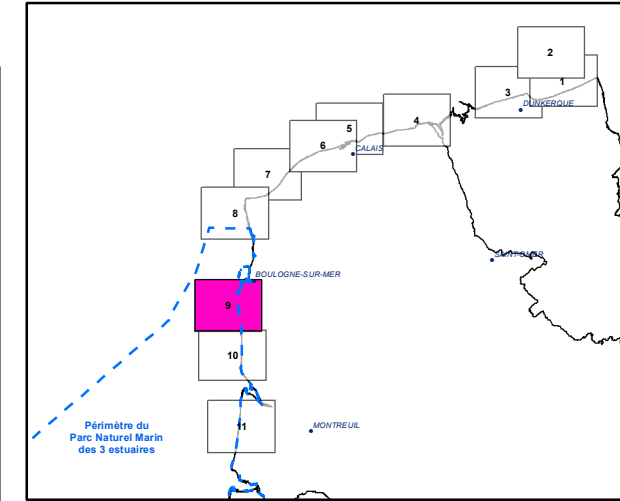 2
1
3
DUNKERQUE
4
5
6
CALAIS
7
8
SAINT-OMER
BOULOGNE-SUR-MER
9
10
11
MONTREUIL
Périmètre du
Parc Naturel Marin
des 3 estuaires